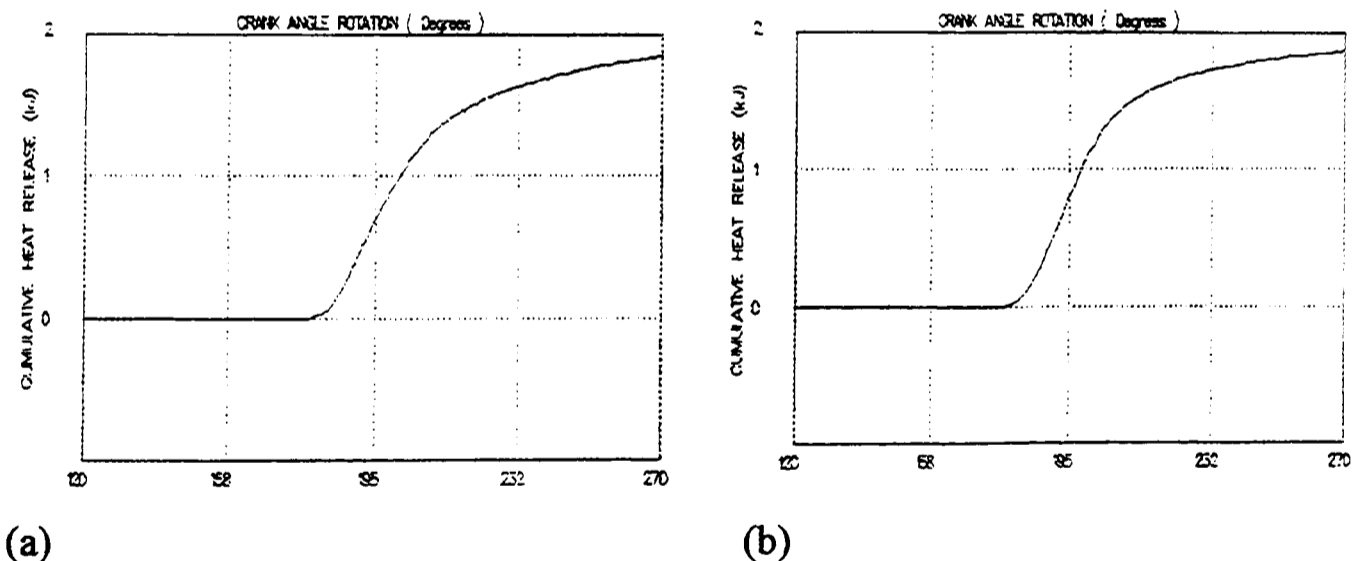 CRANK ANGLE ROTATION ( Degrees )
2
1
0
CUMULATIVE HEAT RELEASE (kJ)
120 158 195 232 270
(a)
CRANK ANGLE ROTATION ( Degrees )
2
1
0
CUMULATIVE HEAT RELEASE (kJ)
120 158 195 232 270
(b)